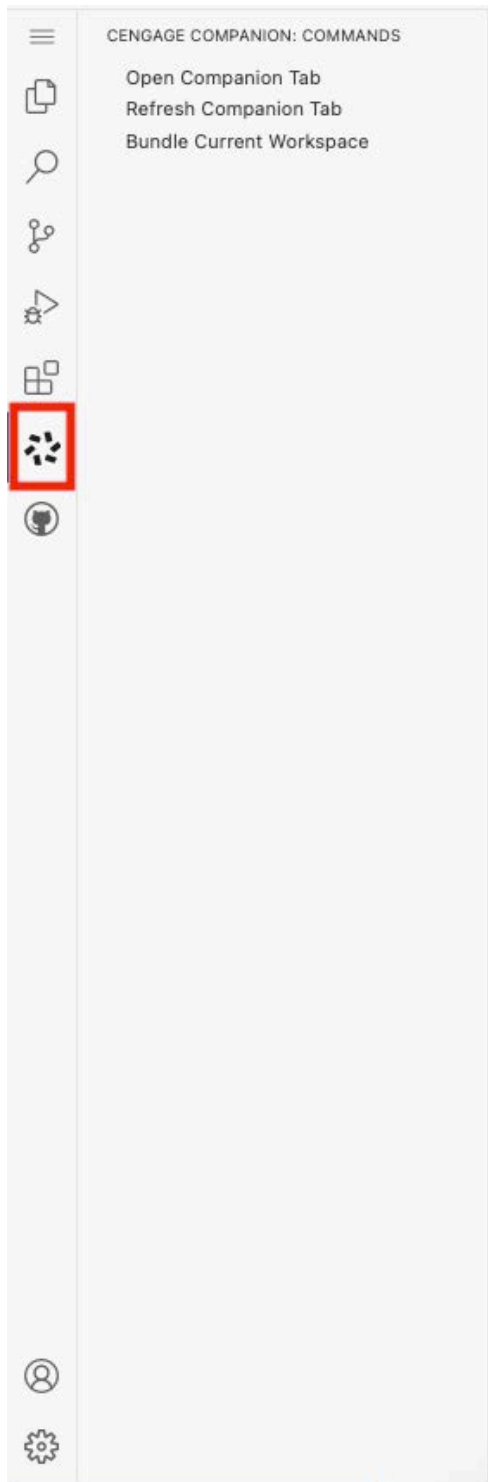 CENGAGE COMPANION: COMMANDS
Open Companion Tab
Refresh Companion Tab
Bundle Current Workspace